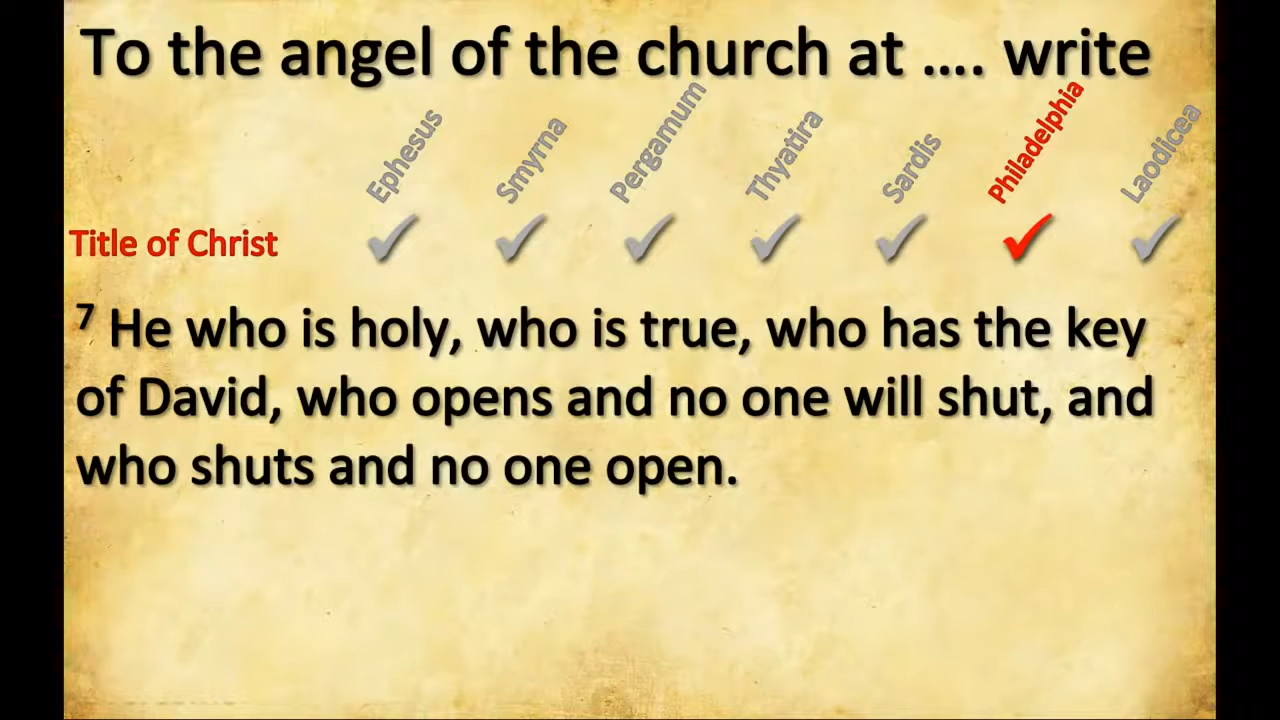 To the angel of the church at .... write
Ephesus
Smyrna
Pergamum
Thyatira
Sardis
Philadelphia
Laodicea
Title of Christ
7 He who is holy, who is true, who has the key
of David, who opens and no one will shut, and
who shuts and no one open.